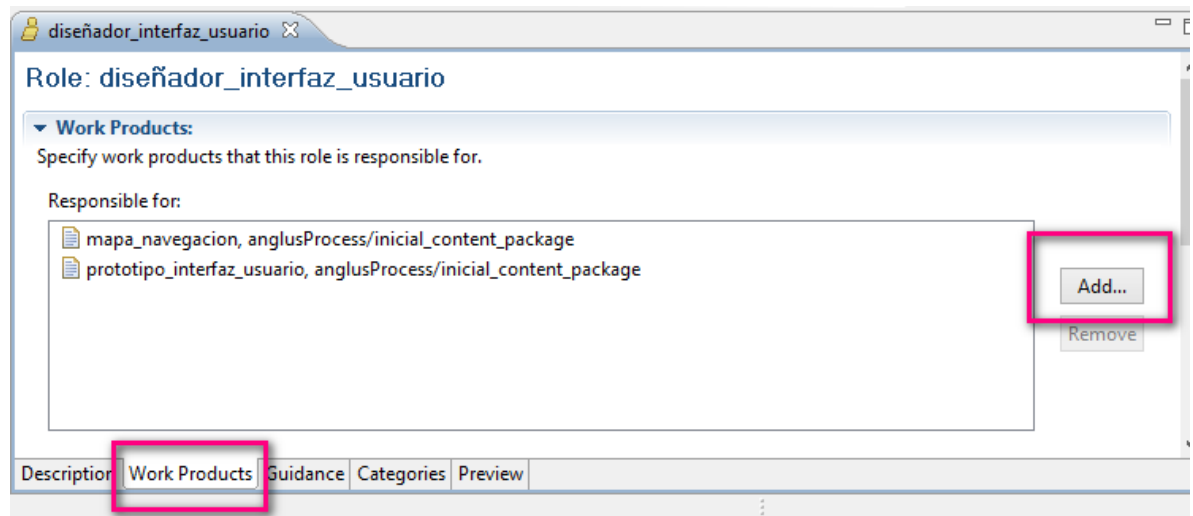 diseñador_interfaz_usuario
Role: diseñador_interfaz_usuario
Work Products:
Specify work products that this role is responsible for.
Responsible for:
mapa_navegacion, anglusProcess/inicial_content_package
prototipo_interfaz_usuario, anglusProcess/inicial_content_package
Add...
Remove
Description Work Products Guidance Categories Preview